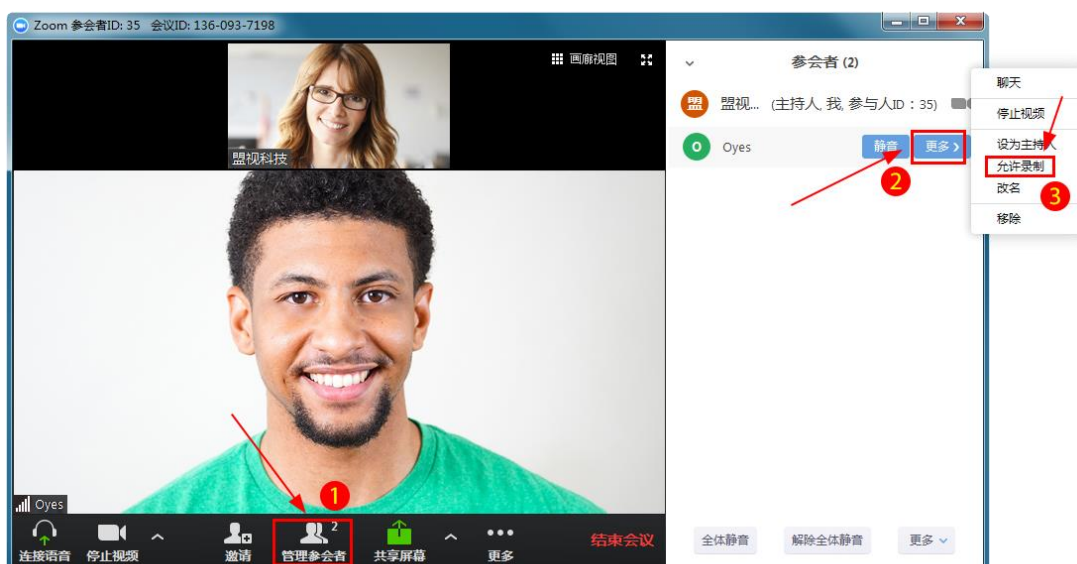 Zoom 参会者ID: 35 会议ID: 136-093-7198
画廊视图
盟视科技
参会者 (2)
盟 盟视... (主持人, 我, 参与人ID：35)
O Oyes 静音 更多 ›
聊天
停止视频
设为主持人
允许录制
改名
移除
2
3
1
Oyes
2
连接语音 停止视频 邀请 管理参会者 共享屏幕 更多 结束会议
全体静音 解除全体静音 更多